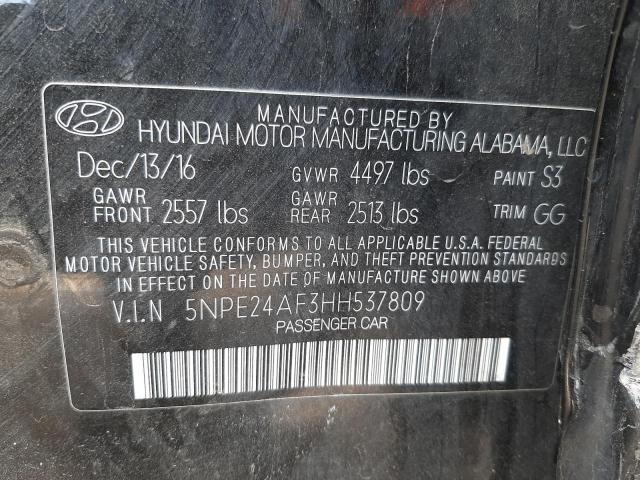 MANUFACTURED BY
HYUNDAI MOTOR MANUFACTURING ALABAMA, LLC
Dec/13/16 GVWR 4497 lbs PAINT S3
GAWR FRONT 2557 lbs GAWR REAR 2513 lbs TRIM GG
THIS VEHICLE CONFORMS TO ALL APPLICABLE U.S.A. FEDERAL
MOTOR VEHICLE SAFETY, BUMPER, AND THEFT PREVENTION STANDARDS
IN EFFECT ON THE DATE OF MANUFACTURE SHOWN ABOVE.
V.I.N 5NPE24AF3HH537809
PASSENGER CAR